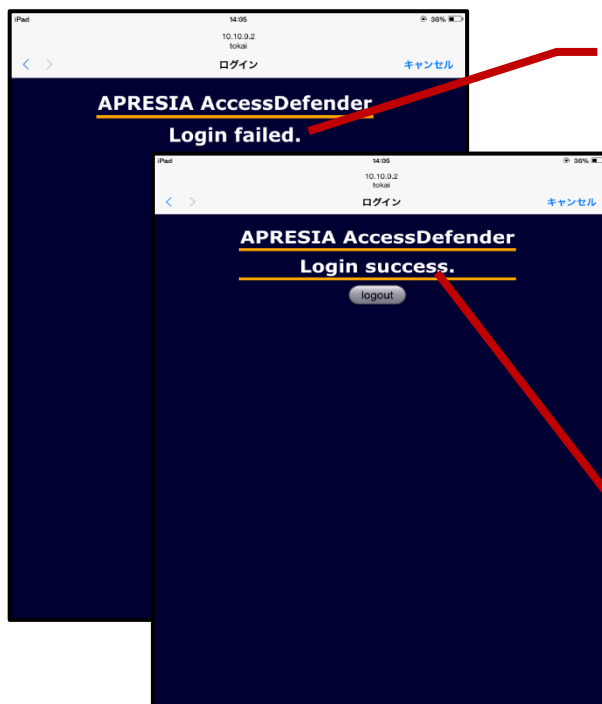 iPad 14:05 36%
10.10.0.2
tokai
ログイン キャンセル
APRESIA AccessDefender
Login failed.
iPad 14:05 36%
10.10.0.2
tokai
ログイン キャンセル
APRESIA AccessDefender
Login success.
logout